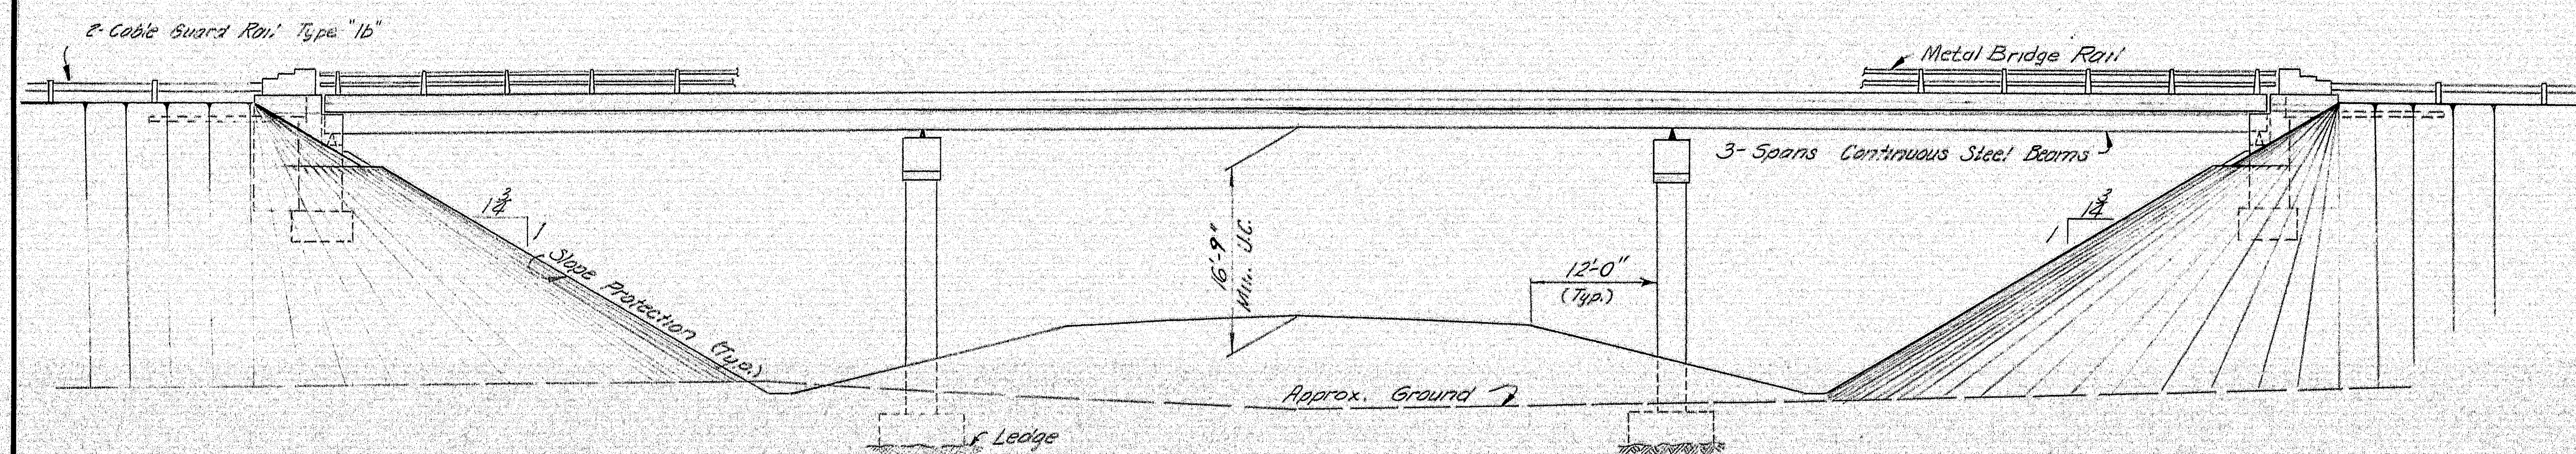 2-Cable Guard Rail Type "1b"
Metal Bridge Rail
3-Spans Continuous Steel Beams
1 3/4
1
Slope Protection (Typ.)
16'-9"
Min. U.C.
12'-0"
(Typ.)
1 3/4
1
Approx. Ground
Ledge